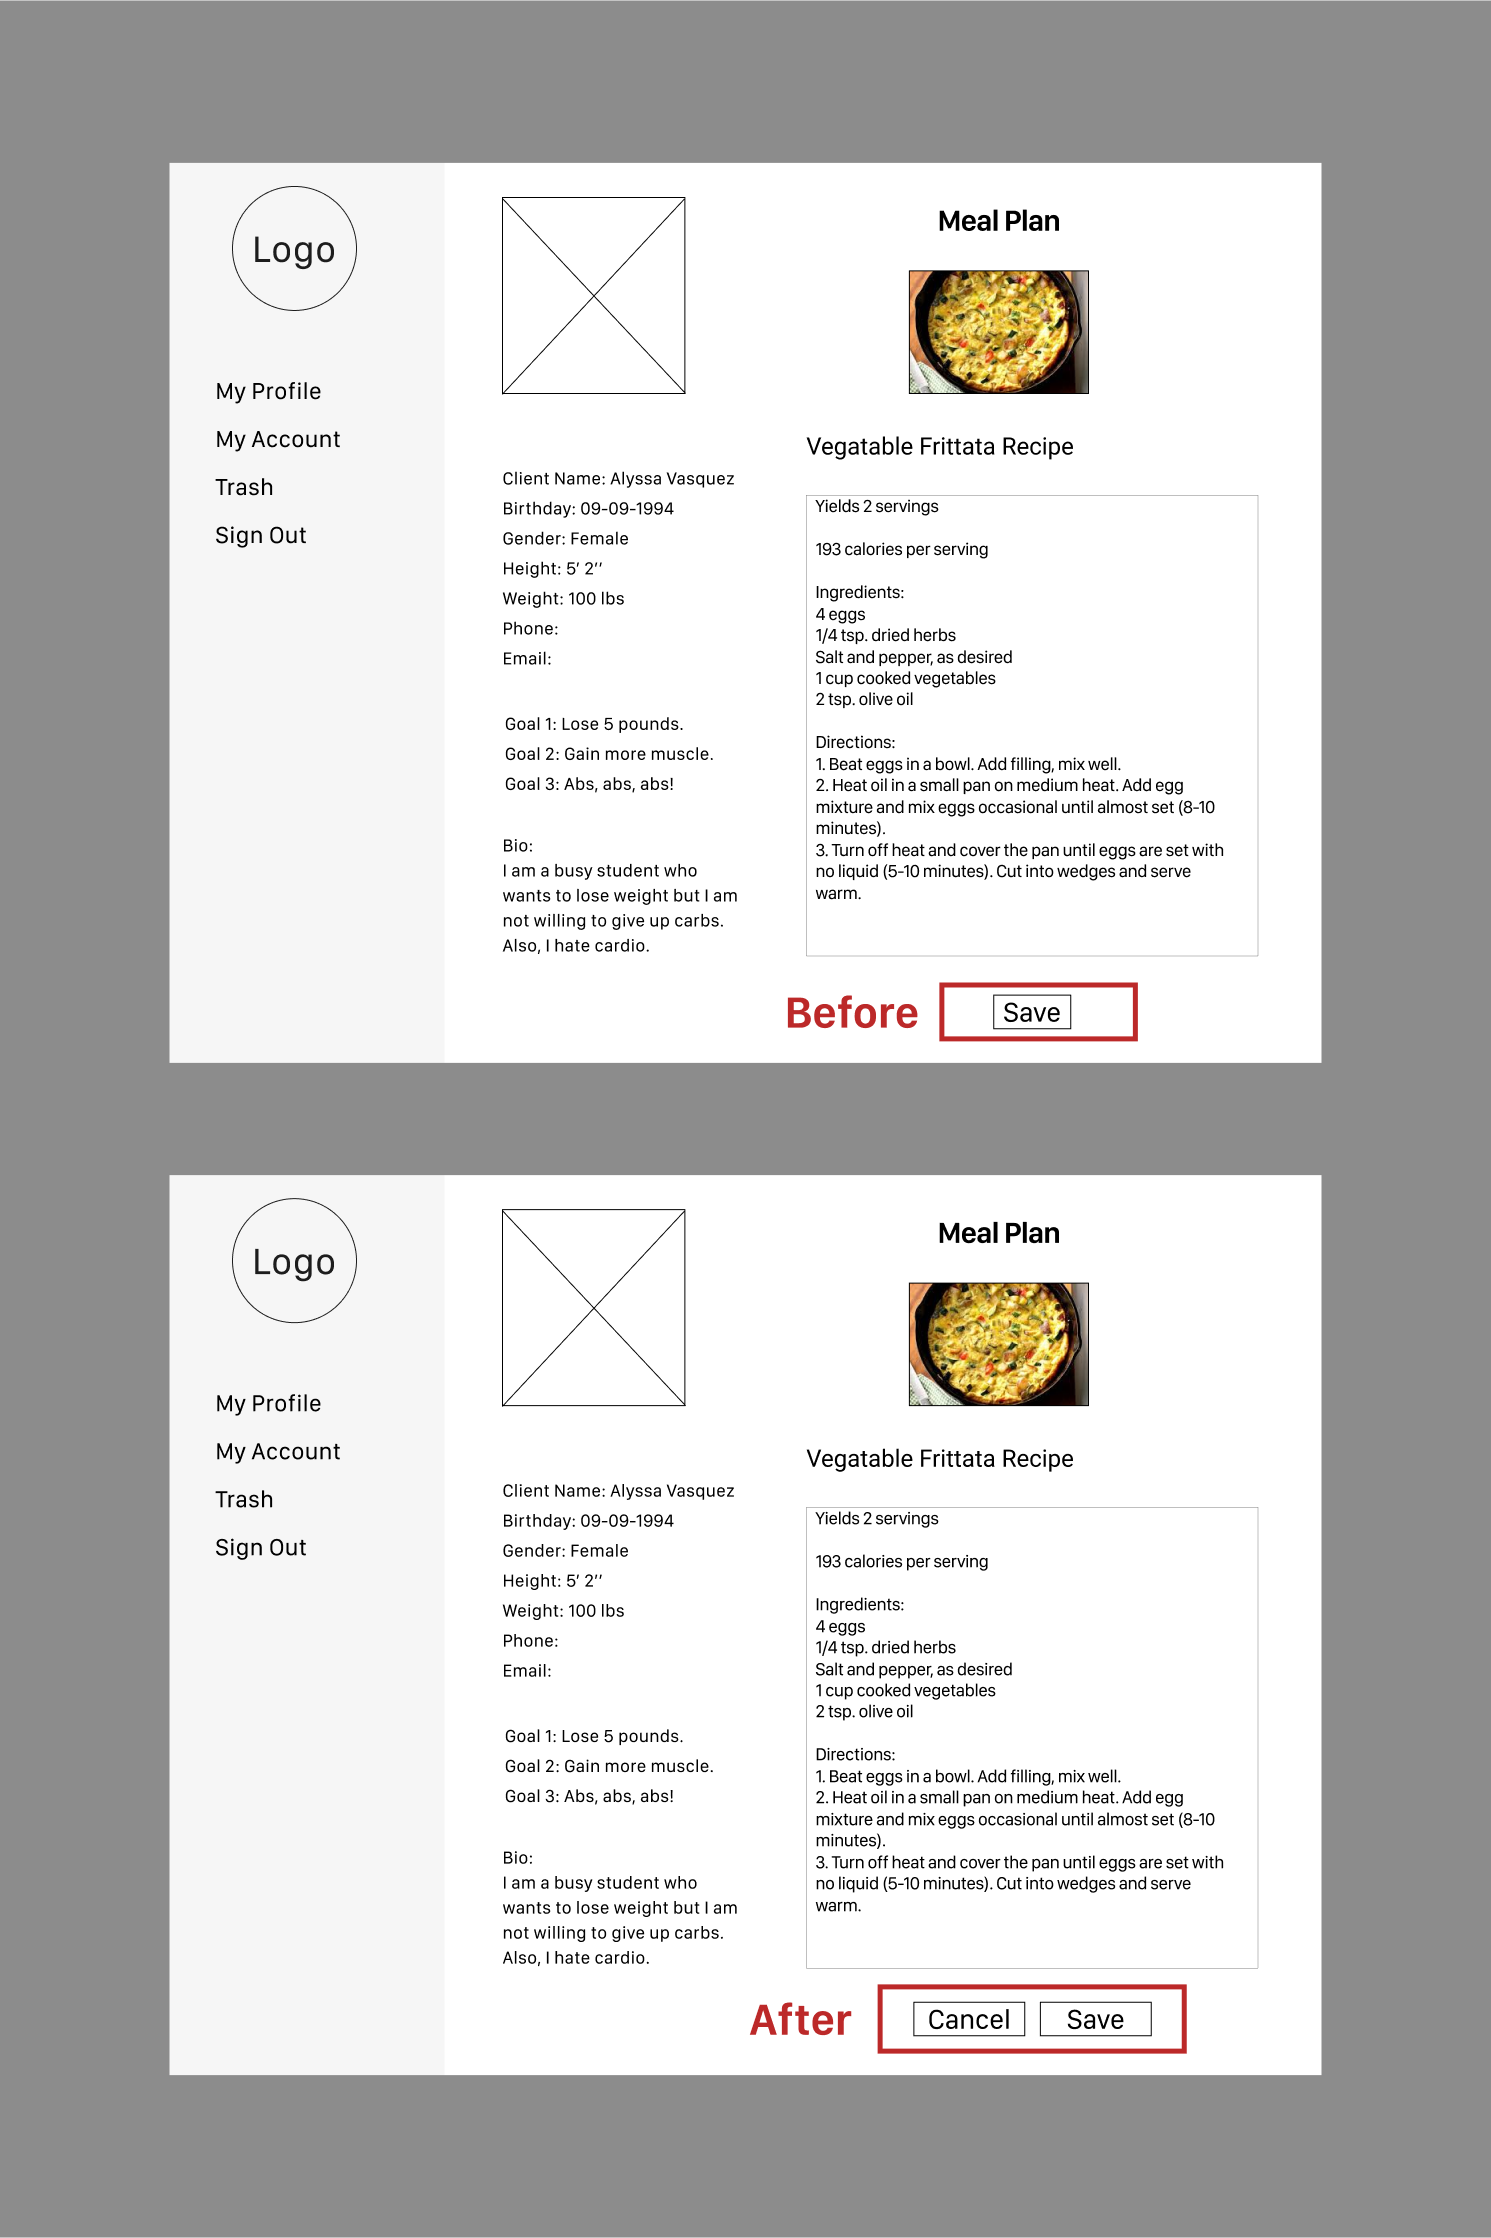 Logo
My Profile
My Account
Trash
Sign Out
Client Name: Alyssa Vasquez
Birthday: 09-09-1994
Gender: Female
Height: 5’ 2’’
Weight: 100 lbs
Phone:
Email:
Goal 1: Lose 5 pounds.
Goal 2: Gain more muscle.
Goal 3: Abs, abs, abs!
Bio:
I am a busy student who
wants to lose weight but I am
not willing to give up carbs.
Also, I hate cardio.
Meal Plan
Vegatable Frittata Recipe
Yields 2 servings
193 calories per serving
Ingredients:
4 eggs
1/4 tsp. dried herbs
Salt and pepper, as desired
1 cup cooked vegetables
2 tsp. olive oil
Directions:
1. Beat eggs in a bowl. Add filling, mix well.
2. Heat oil in a small pan on medium heat. Add egg
mixture and mix eggs occasional until almost set (8-10
minutes).
3. Turn off heat and cover the pan until eggs are set with
no liquid (5-10 minutes). Cut into wedges and serve
warm.
Before
Save
Logo
My Profile
My Account
Trash
Sign Out
Client Name: Alyssa Vasquez
Birthday: 09-09-1994
Gender: Female
Height: 5’ 2’’
Weight: 100 lbs
Phone:
Email:
Goal 1: Lose 5 pounds.
Goal 2: Gain more muscle.
Goal 3: Abs, abs, abs!
Bio:
I am a busy student who
wants to lose weight but I am
not willing to give up carbs.
Also, I hate cardio.
Meal Plan
Vegatable Frittata Recipe
Yields 2 servings
193 calories per serving
Ingredients:
4 eggs
1/4 tsp. dried herbs
Salt and pepper, as desired
1 cup cooked vegetables
2 tsp. olive oil
Directions:
1. Beat eggs in a bowl. Add filling, mix well.
2. Heat oil in a small pan on medium heat. Add egg
mixture and mix eggs occasional until almost set (8-10
minutes).
3. Turn off heat and cover the pan until eggs are set with
no liquid (5-10 minutes). Cut into wedges and serve
warm.
After
Cancel Save